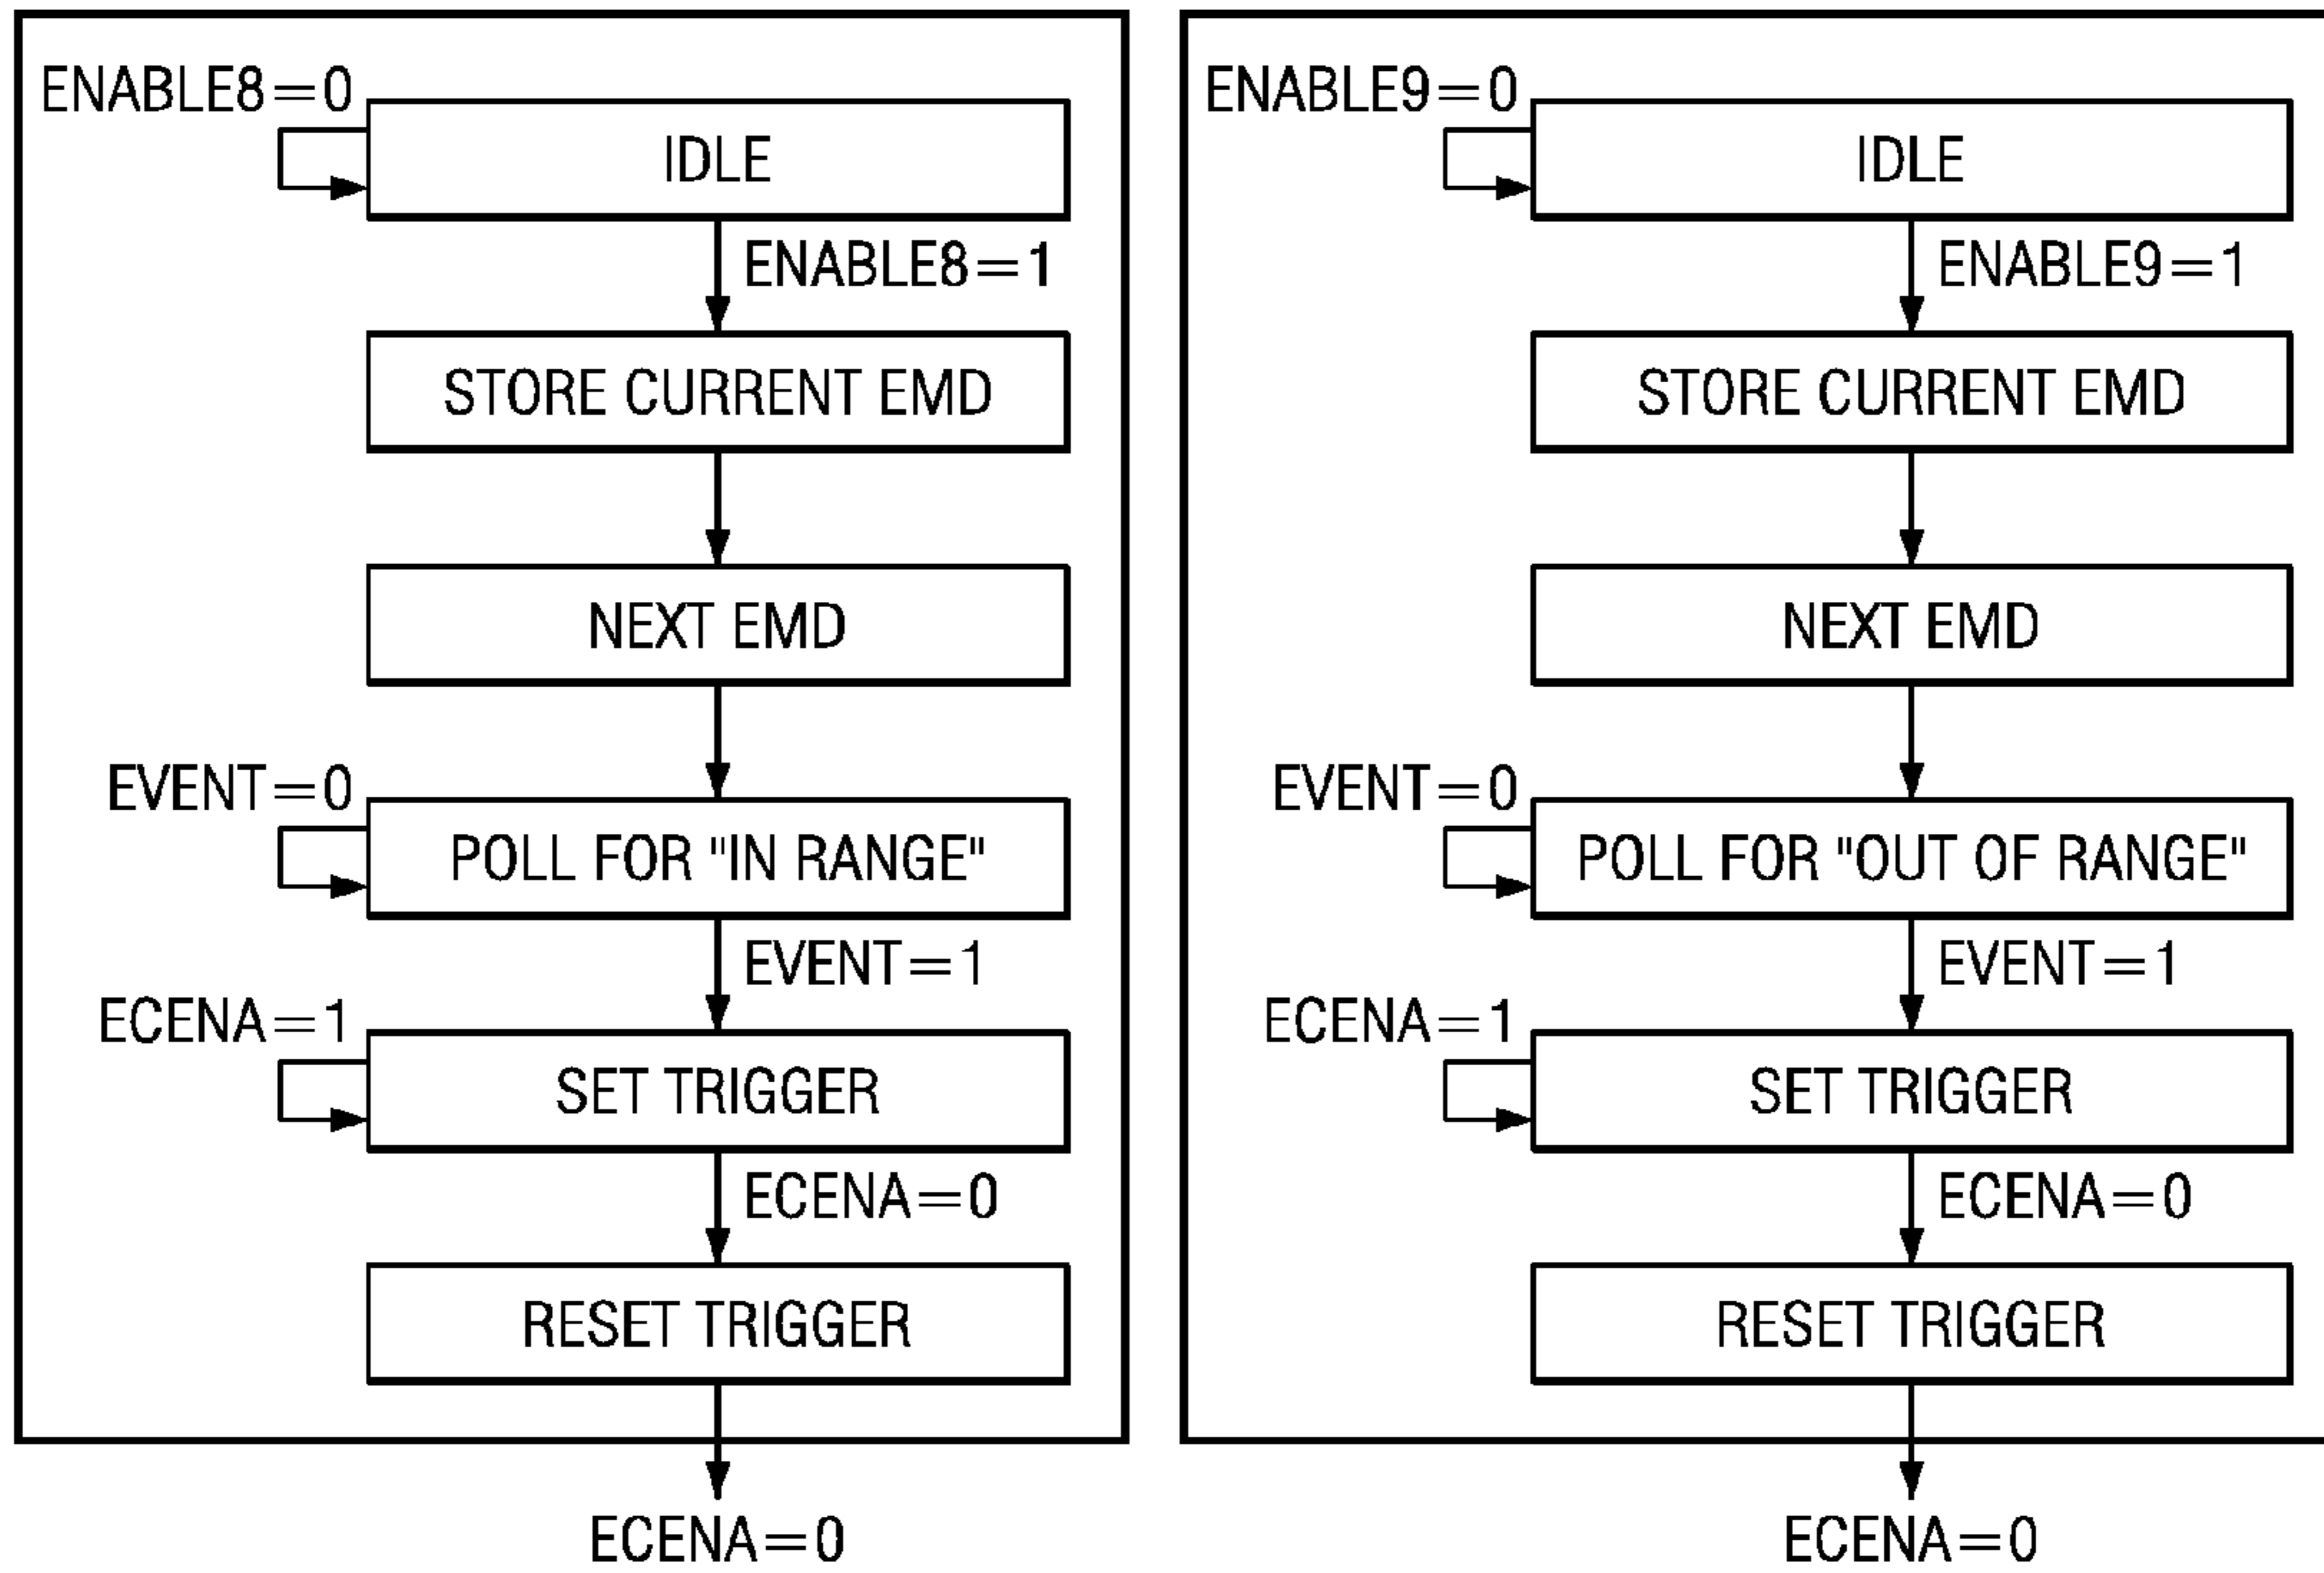 ENABLE8=0
IDLE
ENABLE8=1
STORE CURRENT EMD
NEXT EMD
EVENT=0
POLL FOR "IN RANGE"
EVENT=1
ECENA=1
SET TRIGGER
ECENA=0
RESET TRIGGER
ECENA=0
ENABLE9=0
IDLE
ENABLE9=1
STORE CURRENT EMD
NEXT EMD
EVENT=0
POLL FOR "OUT OF RANGE"
EVENT=1
ECENA=1
SET TRIGGER
ECENA=0
RESET TRIGGER
ECENA=0